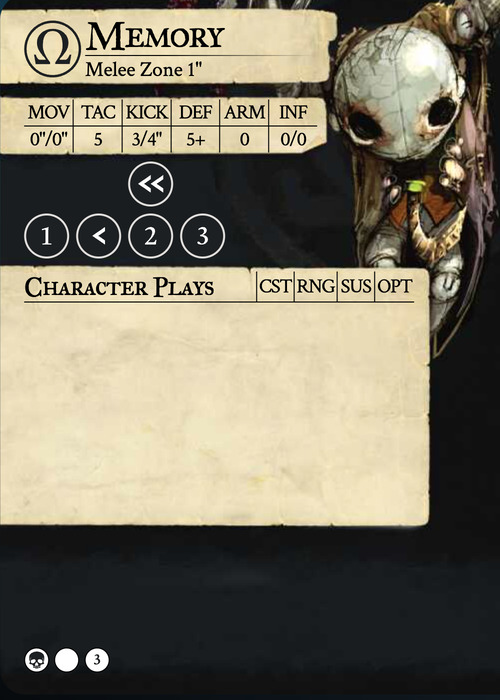 Ω Memory
Melee Zone 1"
MOV TAC KICK DEF ARM INF
0"/0" 5 3/4" 5+ 0 0/0
<<
1 < 2 3
Character Plays CST RNG SUS OPT
3